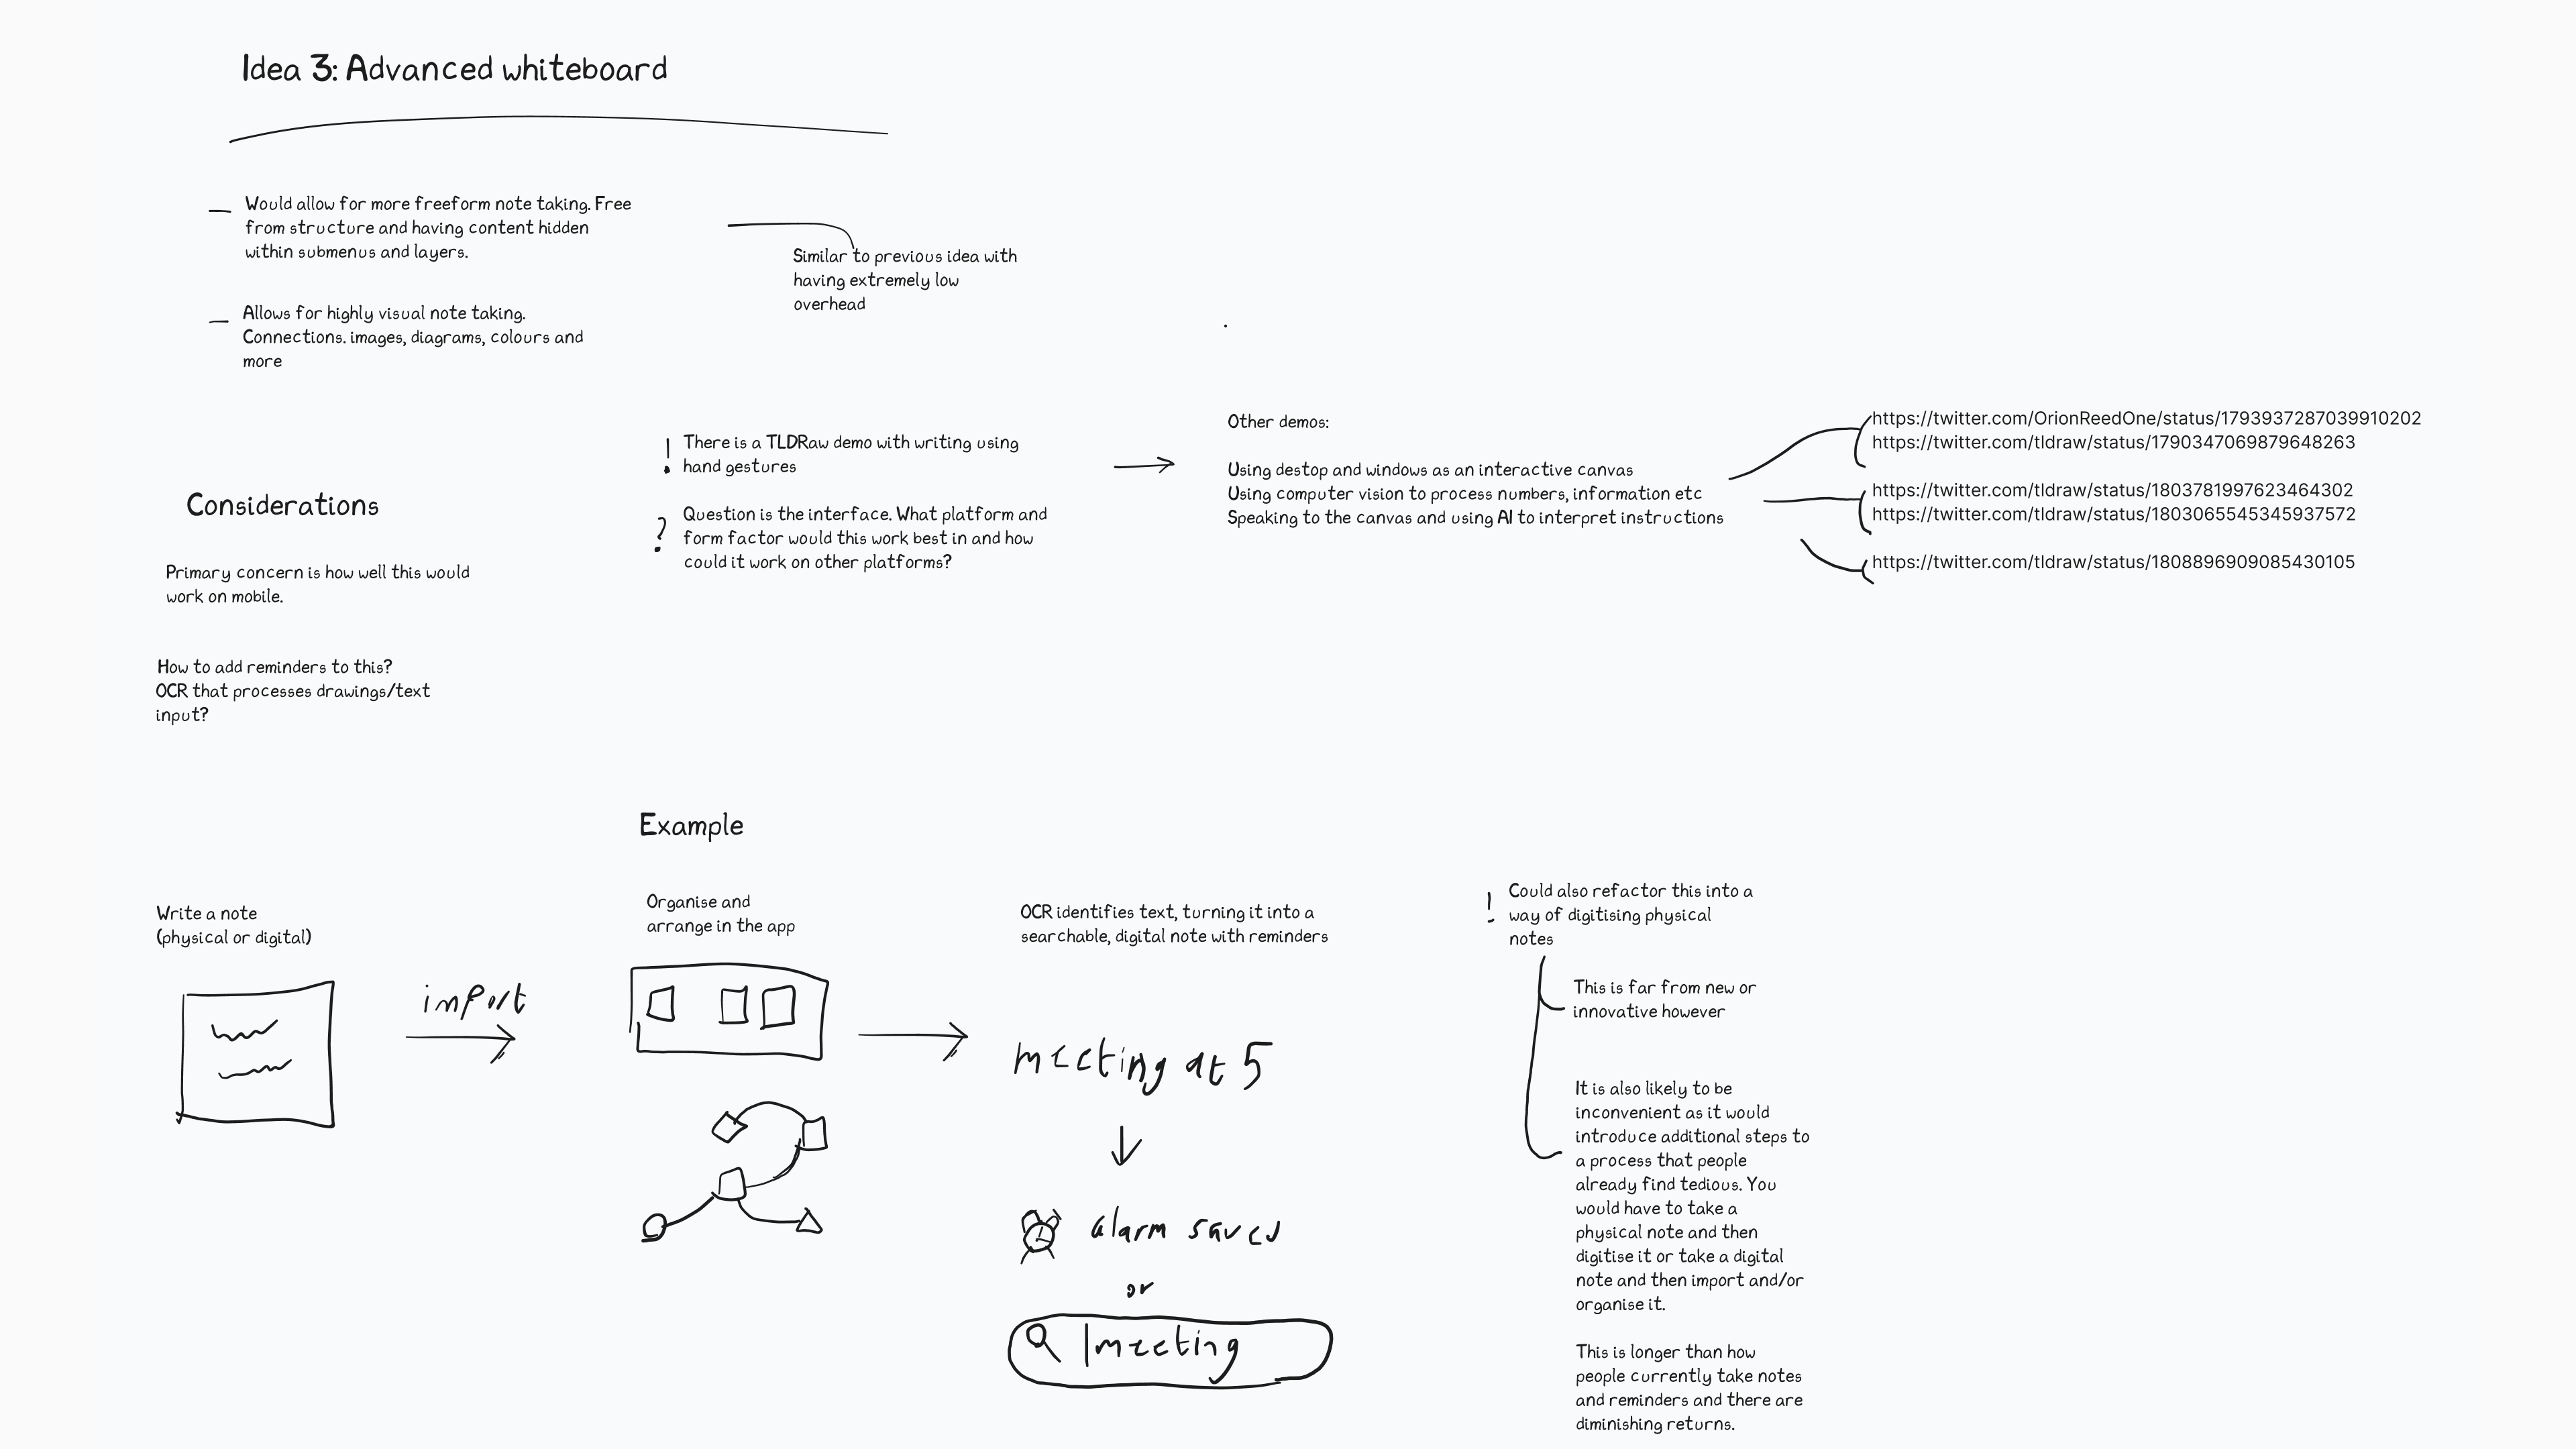 Idea 3: Advanced whiteboard
Would allow for more freeform note taking. Free
from structure and having content hidden
within submenus and layers.
Similar to previous idea with
having extremely low
overhead
Allows for highly visual note taking.
Connections. images, diagrams, colours and
more
Considerations
Primary concern is how well this would
work on mobile.
How to add reminders to this?
OCR that processes drawings/text
input?
! There is a TLDRaw demo with writing using
hand gestures
? Question is the interface. What platform and
form factor would this work best in and how
could it work on other platforms?
Other demos:
Using destop and windows as an interactive canvas
Using computer vision to process numbers, information etc
Speaking to the canvas and using AI to interpret instructions
https://twitter.com/OrionReedOne/status/1793937287039910202
https://twitter.com/tldraw/status/1790347069879648263
https://twitter.com/tldraw/status/1803781997623464302
https://twitter.com/tldraw/status/1803065545345937572
https://twitter.com/tldraw/status/1808896909085430105
Example
Write a note
(physical or digital)
import
Organise and
arrange in the app
OCR identifies text, turning it into a
searchable, digital note with reminders
meeting at 5
alarm saved
or
meeting
! Could also refactor this into a
way of digitising physical
notes
This is far from new or
innovative however
It is also likely to be
inconvenient as it would
introduce additional steps to
a process that people
already find tedious. You
would have to take a
physical note and then
digitise it or take a digital
note and then import and/or
organise it.
This is longer than how
people currently take notes
and reminders and there are
diminishing returns.